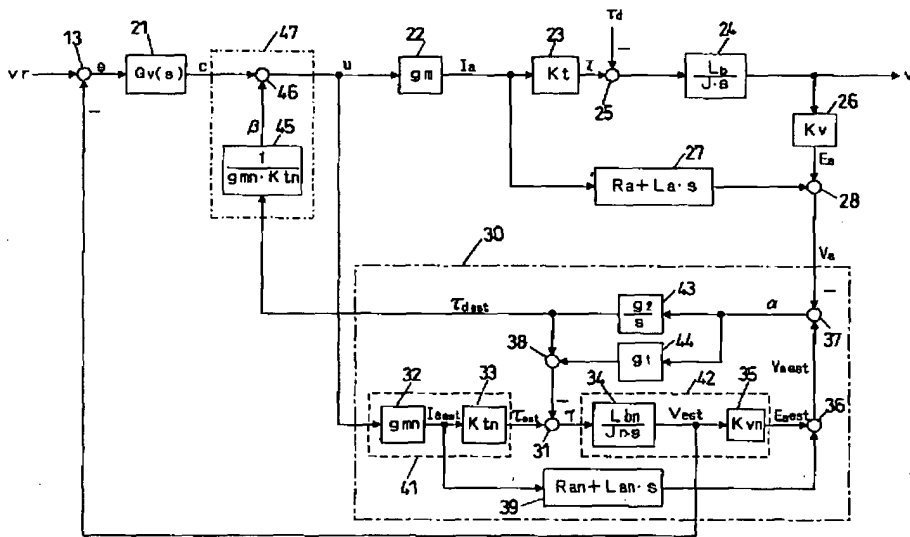 21
47
22
23
τd
24
13
vr
e
Gv(s)
c
46
u
gm
Ia
Kt
τ
25
Lb
J·s
v
26
Kv
Ea
β
45
1
gmn·Ktn
27
Ra+La·s
28
30
Va
τdest
g2
s
43
α
37
38
g1
44
Vaest
32
33
34
42
35
36
gmn
Iaest
Ktn
τest
31
γ
Lbn
Jn·s
Vest
Kvn
Eaest
41
Ran+Lan·s
39